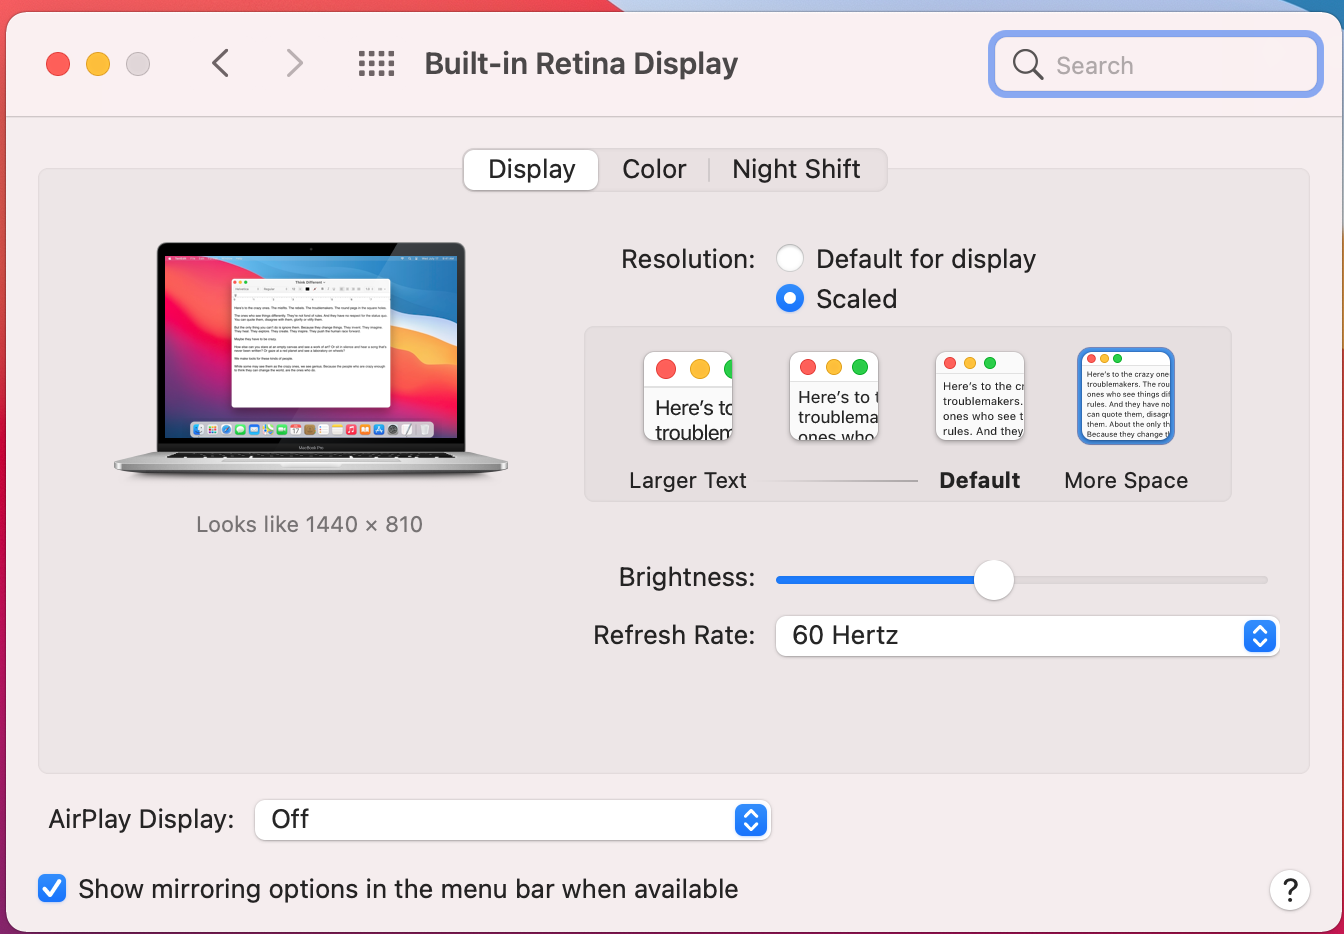 Built-in Retina Display
Search
Display
Color
Night Shift
Resolution:
Default for display
Scaled
Here's to
troublem
Here's to t
troublema
ones who
Here's to the cr
troublemakers.
ones who see t
rules. And they
Here's to the crazy one
troublemakers. The rou
ones who see things dif
rules. And they have no
can quote them, disagre
them. About the only th
Because they change t
Larger Text
Default
More Space
Looks like 1440 × 810
Brightness:
Refresh Rate:
60 Hertz
AirPlay Display:
Off
Show mirroring options in the menu bar when available
?
MacBook Pro
Think Different